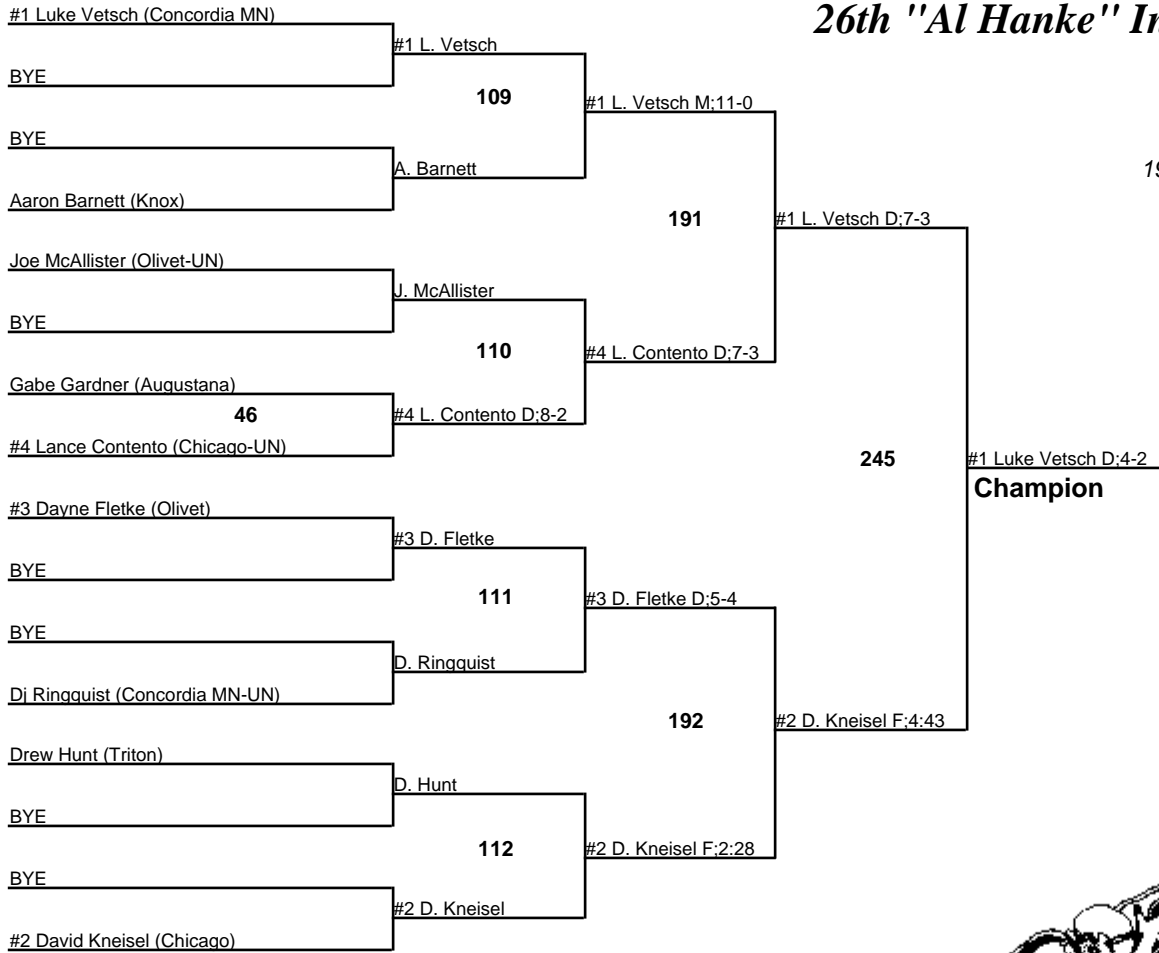 #1 Luke Vetsch (Concordia MN)
26th "Al Hanke" In
#1 L. Vetsch
BYE
109
#1 L. Vetsch M;11-0
BYE
A. Barnett
19
Aaron Barnett (Knox)
191
#1 L. Vetsch D;7-3
Joe McAllister (Olivet-UN)
J. McAllister
BYE
110
#4 L. Contento D;7-3
Gabe Gardner (Augustana)
46
#4 L. Contento D;8-2
#4 Lance Contento (Chicago-UN)
245
#1 Luke Vetsch D;4-2
Champion
#3 Dayne Fletke (Olivet)
#3 D. Fletke
BYE
111
#3 D. Fletke D;5-4
BYE
D. Ringquist
Dj Ringquist (Concordia MN-UN)
192
#2 D. Kneisel F;4:43
Drew Hunt (Triton)
D. Hunt
BYE
112
#2 D. Kneisel F;2:28
BYE
#2 D. Kneisel
#2 David Kneisel (Chicago)